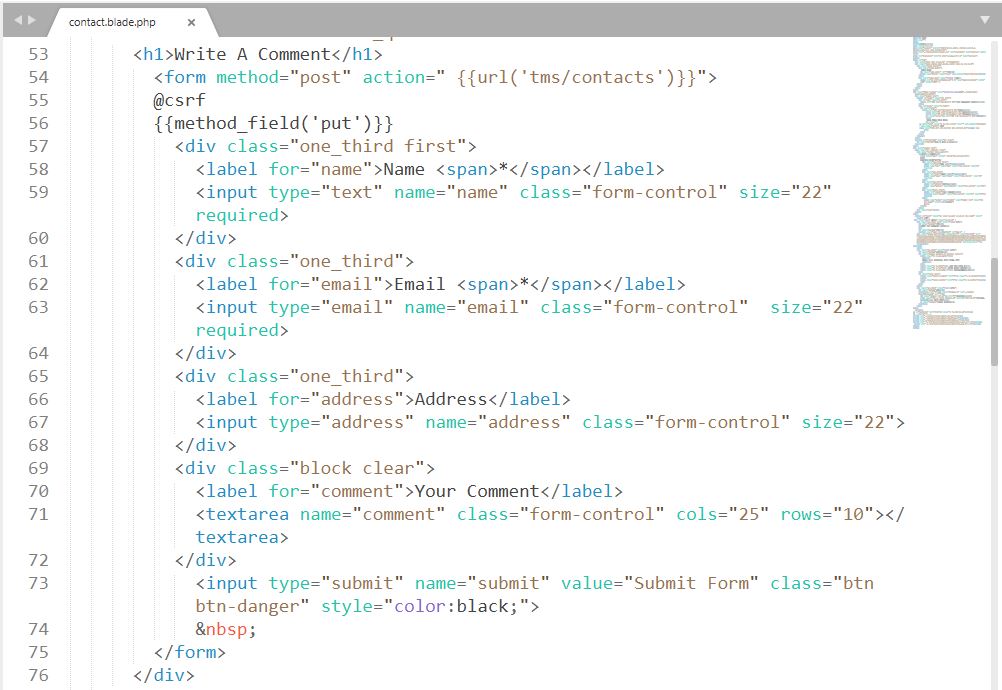 contact.blade.php ×
53 <h1>Write A Comment</h1>
54 <form method="post" action=" {{url('tms/contacts')}}">
55 @csrf
56 {{method_field('put')}}
57 <div class="one_third first">
58 <label for="name">Name <span>*</span></label>
59 <input type="text" name="name" class="form-control" size="22"
required>
60 </div>
61 <div class="one_third">
62 <label for="email">Email <span>*</span></label>
63 <input type="email" name="email" class="form-control" size="22"
required>
64 </div>
65 <div class="one_third">
66 <label for="address">Address</label>
67 <input type="address" name="address" class="form-control" size="22">
68 </div>
69 <div class="block clear">
70 <label for="comment">Your Comment</label>
71 <textarea name="comment" class="form-control" cols="25" rows="10"></
textarea>
72 </div>
73 <input type="submit" name="submit" value="Submit Form" class="btn
btn-danger" style="color:black;">
74 &nbsp;
75 </form>
76 </div>